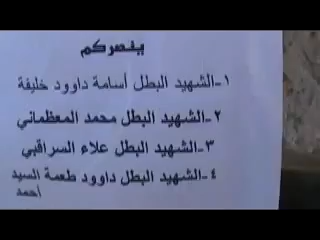 ينصركم
١-الشهيد البطل أسامة داوود خليفة
٢-الشهيد البطل محمد المعظماني
٣-الشهيد البطل علاء السراقبي
٤-الشهيد البطل داوود طعمة السيد
أحمد